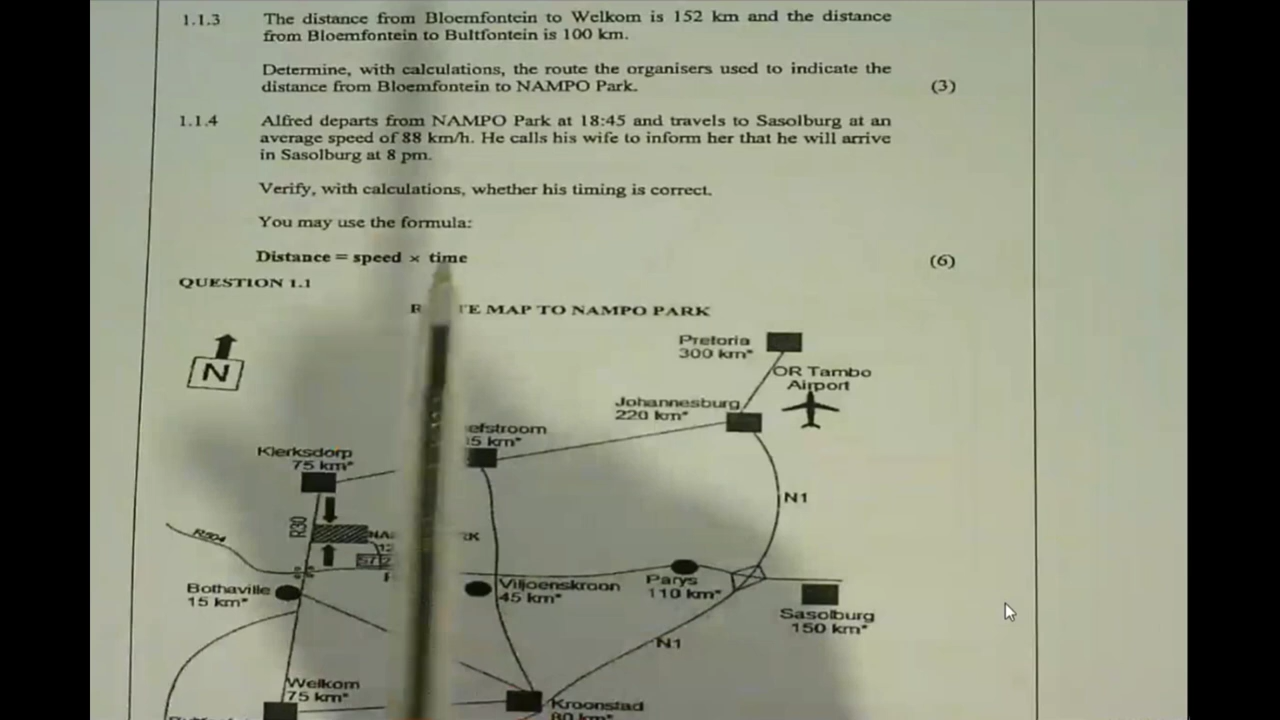 1.1.3 The distance from Bloemfontein to Welkom is 152 km and the distance
from Bloemfontein to Bultfontein is 100 km.
Determine, with calculations, the route the organisers used to indicate the
distance from Bloemfontein to NAMPO Park. (3)
1.1.4 Alfred departs from NAMPO Park at 18:45 and travels to Sasolburg at an
average speed of 88 km/h. He calls his wife to inform her that he will arrive
in Sasolburg at 8 pm.
Verify, with calculations, whether his timing is correct.
You may use the formula:
Distance = speed × time (6)
QUESTION 1.1
TE MAP TO NAMPO PARK
N
Pretoria
300 km*
OR Tambo
Airport
Johannesburg
220 km*
efstroom
5 km*
Klerksdorp
75 km*
N1
R30
R504
Bothaville
15 km*
Viljoenskroon
45 km*
Parys
110 km*
Sasolburg
150 km*
N1
Welkom
75 km*
Kroonstad
80 km*